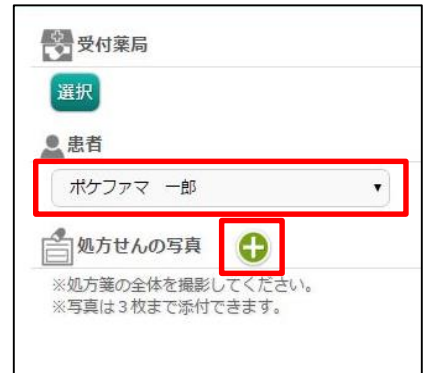 受付薬局
選択
患者
ポケファマ　一郎
処方せんの写真
※処方箋の全体を撮影してください。
※写真は３枚まで添付できます。